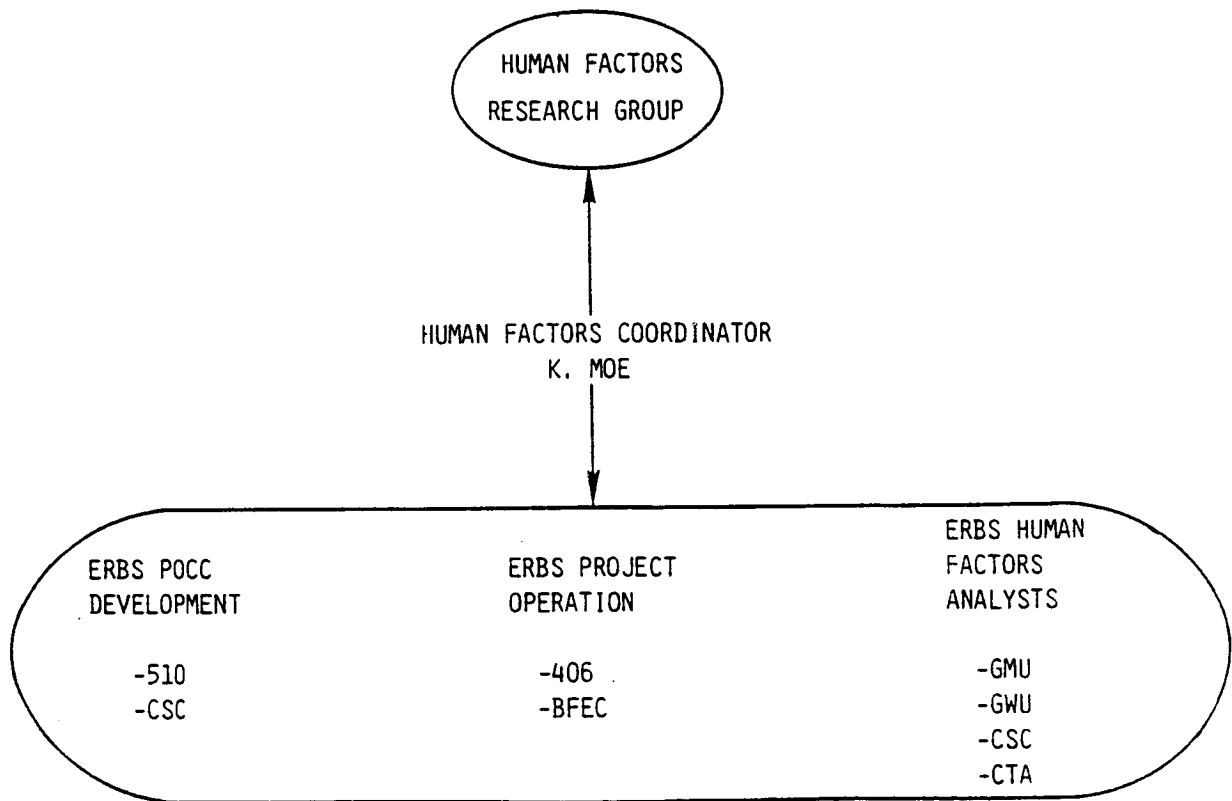 HUMAN FACTORS
RESEARCH GROUP
HUMAN FACTORS COORDINATOR
K. MOE
ERBS POCC
DEVELOPMENT
-510
-CSC
ERBS PROJECT
OPERATION
-406
-BFEC
ERBS HUMAN
FACTORS
ANALYSTS
-GMU
-GWU
-CSC
-CTA